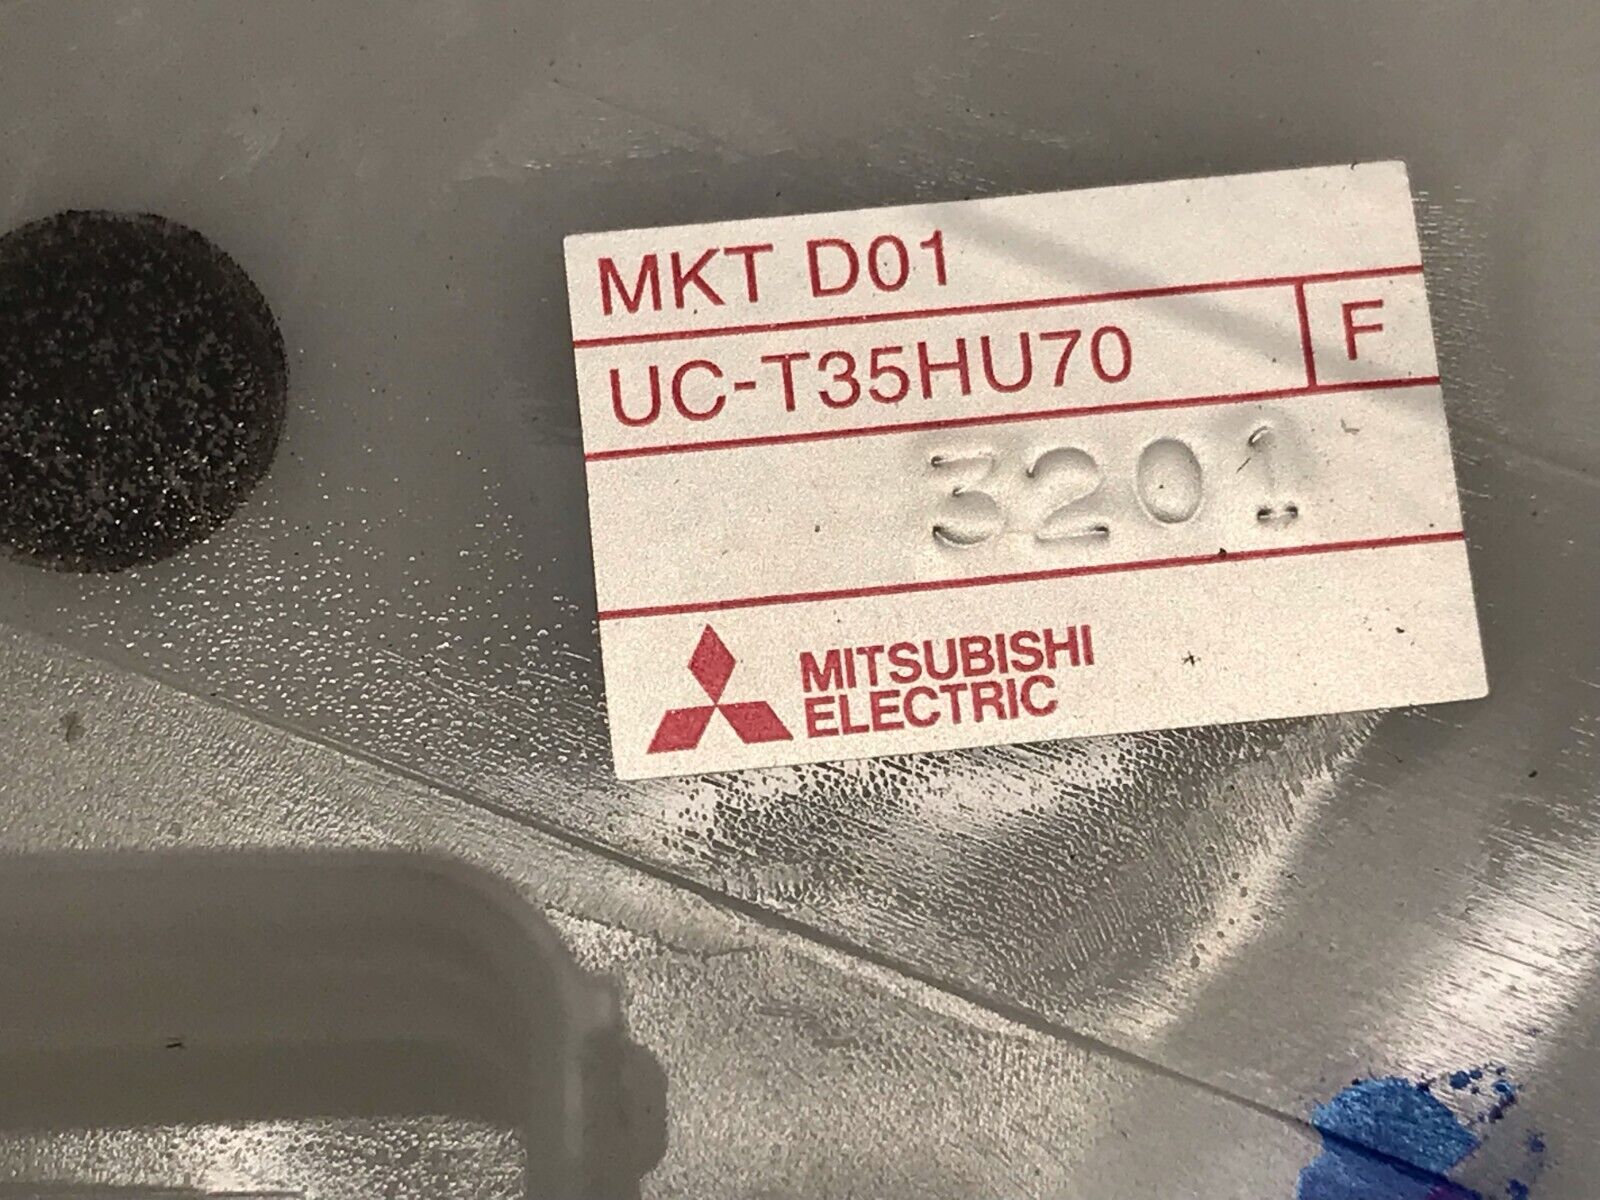 MKT D01
UC-T35HU70 F
3201
MITSUBISHI
ELECTRIC